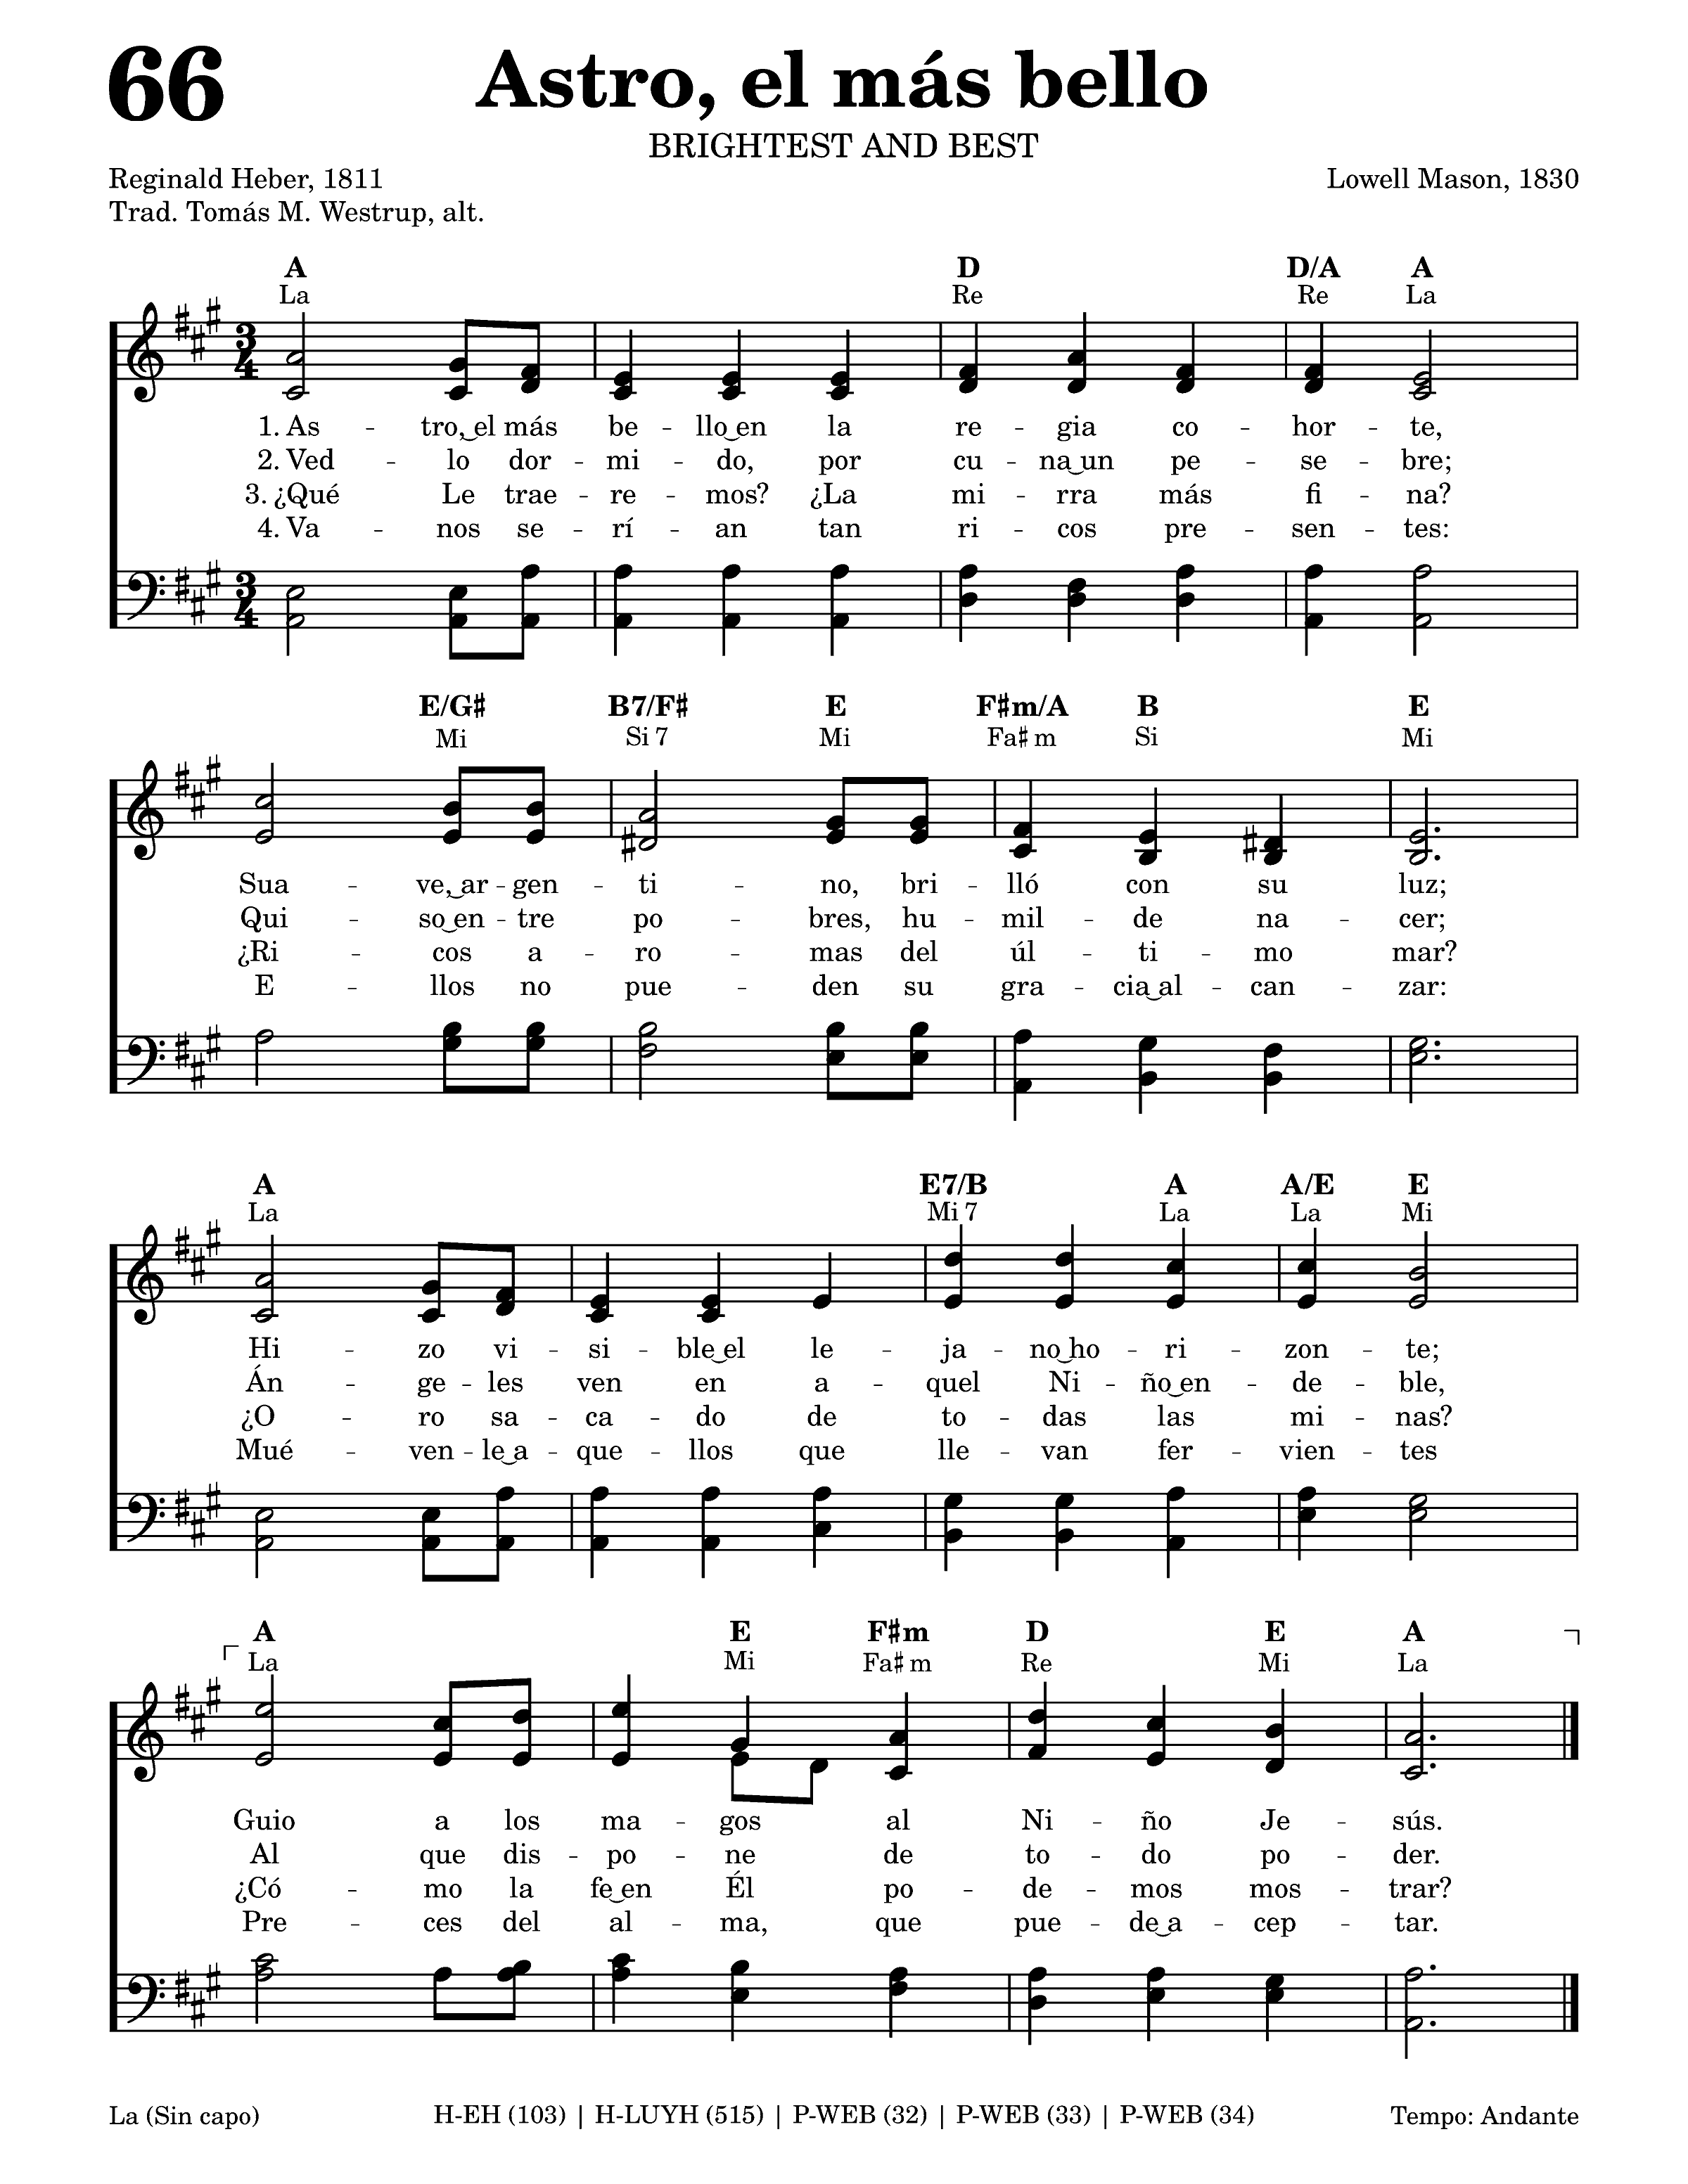 66
Astro, el más bello
BRIGHTEST AND BEST
Reginald Heber, 1811
Lowell Mason, 1830
Trad. Tomás M. Westrup, alt.
A D D/A A
La Re Re La
1. As - tro, el más be - llo en la re - gia co - hor - te,
2. Ved - lo dor - mi - do, por cu - na un pe - se - bre;
3. ¿Qué Le trae - re - mos? ¿La mi - rra más fi - na?
4. Va - nos se - rí - an tan ri - cos pre - sen - tes:
E/G♯ B7/F♯ E F♯m/A B E
Mi Si 7 Mi Fa♯ m Si Mi
Sua - ve, ar - gen - ti - no, bri - lló con su luz;
Qui - so en - tre po - bres, hu - mil - de na - cer;
¿Ri - cos a - ro - mas del úl - ti - mo mar?
E - llos no pue - den su gra - cia al - can - zar:
A E7/B A A/E E
La Mi 7 La La Mi
Hi - zo vi - si - ble el le - ja - no ho - ri - zon - te;
Án - ge - les ven en a - quel Ni - ño en - de - ble,
¿O - ro sa - ca - do de to - das las mi - nas?
Mué - ven - le a - que - llos que lle - van fer - vien - tes
A E F♯m D E A
La Mi Fa♯ m Re Mi La
Guio a los ma - gos al Ni - ño Je - sús.
Al que dis - po - ne de to - do po - der.
¿Có - mo la fe en Él po - de - mos mos - trar?
Pre - ces del al - ma, que pue - de a - cep - tar.
La (Sin capo)
H-EH (103) | H-LUYH (515) | P-WEB (32) | P-WEB (33) | P-WEB (34)
Tempo: Andante